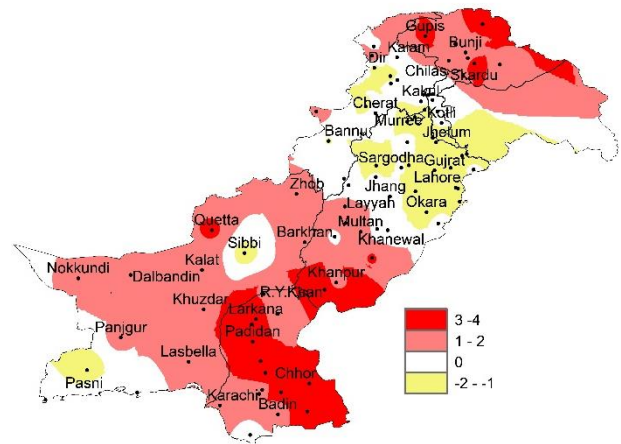 Gupis
Kalam
Bunji
Dir
Chilas
Skardu
Kakul
Cherat
Kotli
Murree
Bannu
Jhelum
Sargodha
Gujrat
Lahore
Zhob
Jhang
Layyah
Okara
Quetta
Multan
Barkhan
Khanewal
Sibbi
Kalat
Nokkundi
Dalbandin
Khanpur
R.Y.Khan
Khuzdar
Larkana
Padidan
Panjgur
Lasbella
Pasni
Chhor
Karachi
Badin
3 -4
1 - 2
0
-2 --1